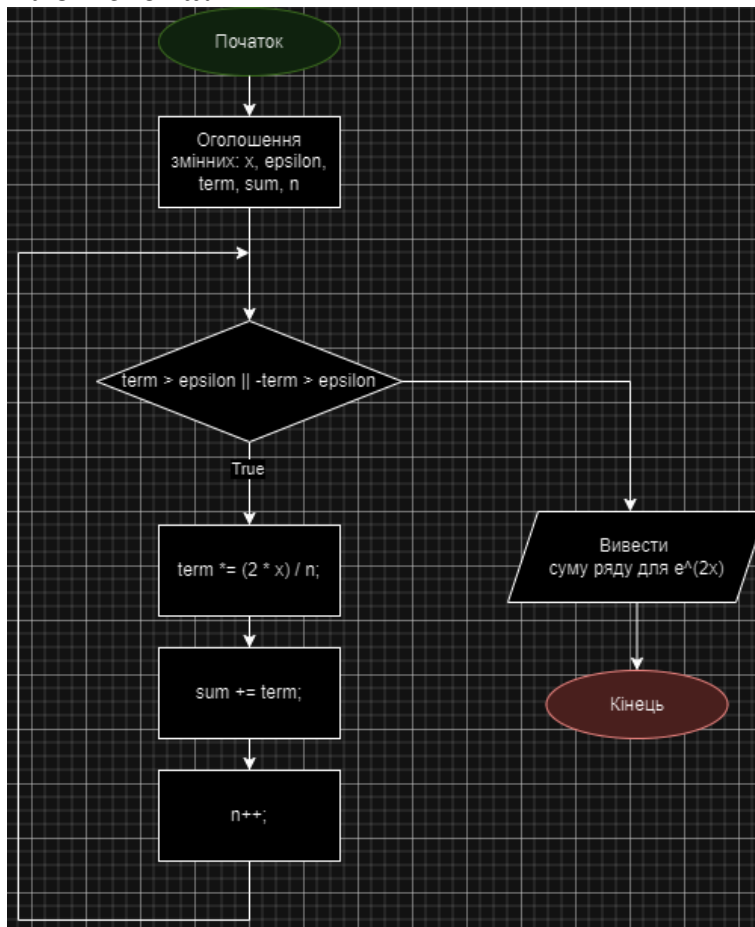 Початок
Оголошення
змінних: x, epsilon,
term, sum, n
term > epsilon || -term > epsilon
True
term *= (2 * x) / n;
sum += term;
n++;
Вивести
суму ряду для e^(2x)
Кінець